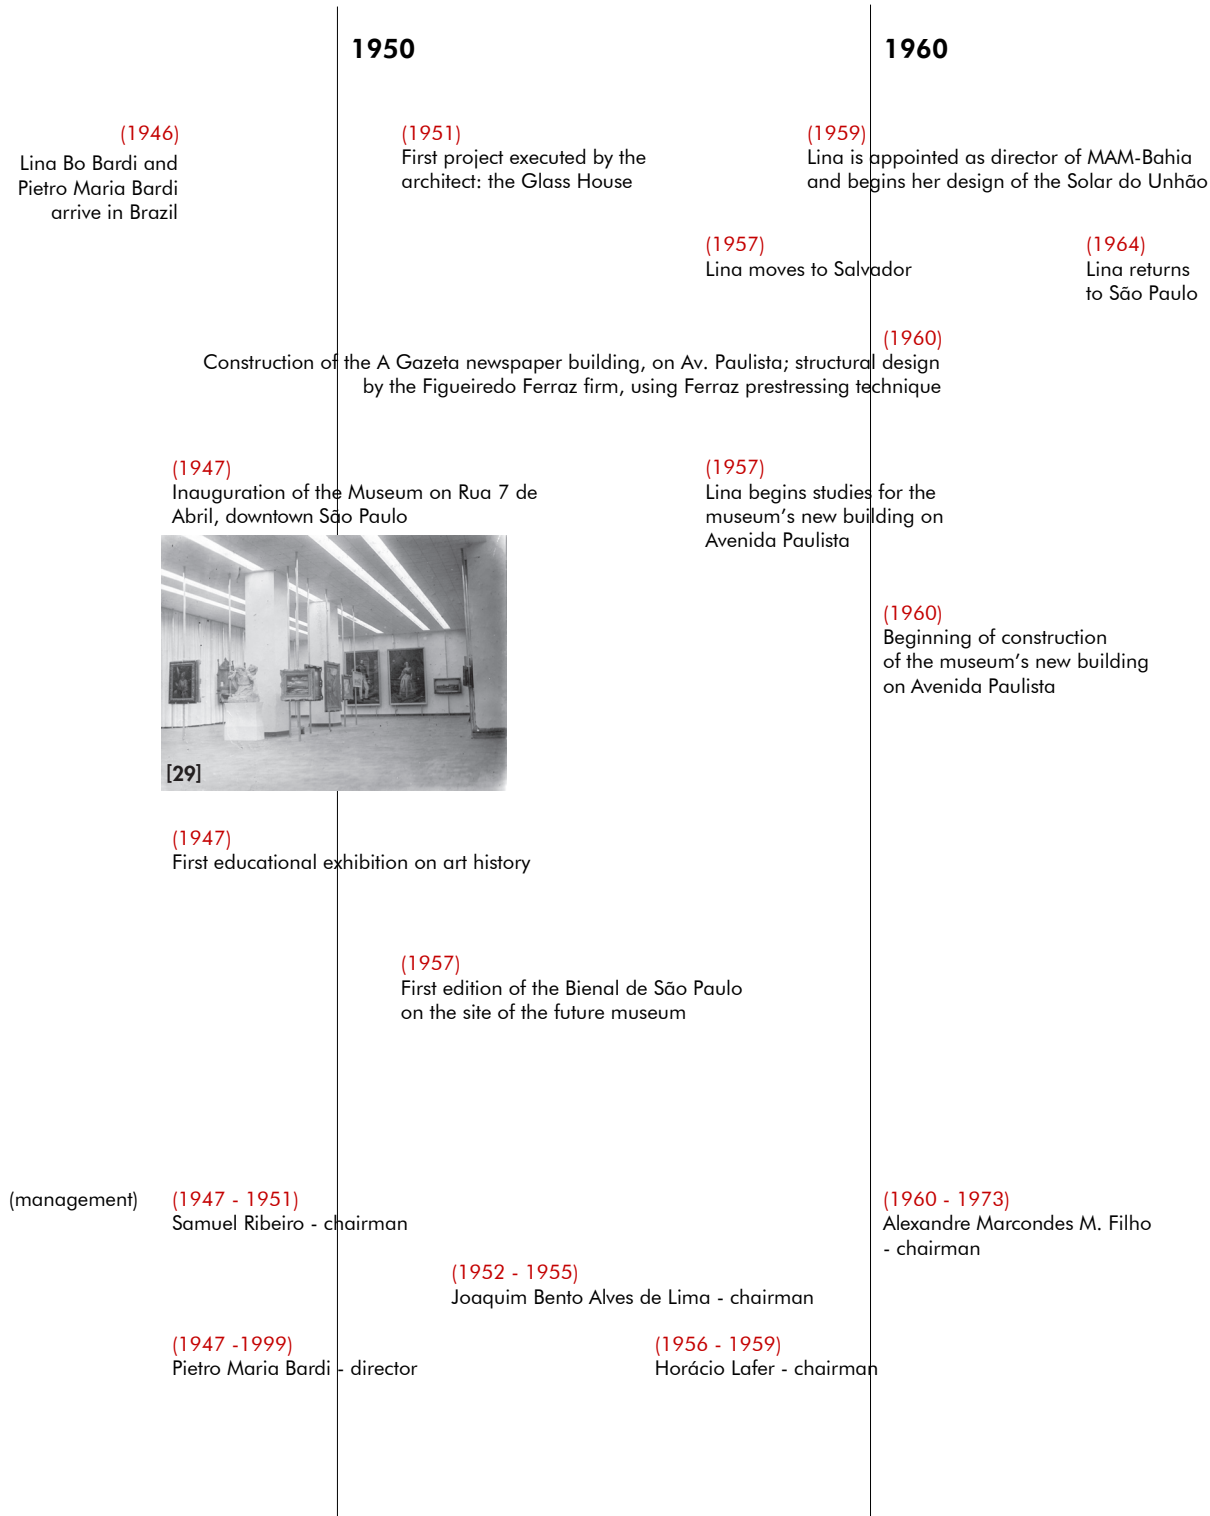 1950
1960
(1946)
Lina Bo Bardi and
Pietro Maria Bardi
arrive in Brazil
(1951)
First project executed by the
architect: the Glass House
(1959)
Lina is appointed as director of MAM-Bahia
and begins her design of the Solar do Unhão
(1957)
Lina moves to Salvador
(1964)
Lina returns
to São Paulo
(1960)
Construction of the A Gazeta newspaper building, on Av. Paulista; structural design
by the Figueiredo Ferraz firm, using Ferraz prestressing technique
(1947)
Inauguration of the Museum on Rua 7 de
Abril, downtown São Paulo
(1957)
Lina begins studies for the
museum’s new building on
Avenida Paulista
[29]
(1960)
Beginning of construction
of the museum’s new building
on Avenida Paulista
(1947)
First educational exhibition on art history
(1957)
First edition of the Bienal de São Paulo
on the site of the future museum
(management)
(1947 - 1951)
Samuel Ribeiro - chairman
(1960 - 1973)
Alexandre Marcondes M. Filho
- chairman
(1952 - 1955)
Joaquim Bento Alves de Lima - chairman
(1947 -1999)
Pietro Maria Bardi - director
(1956 - 1959)
Horácio Lafer - chairman